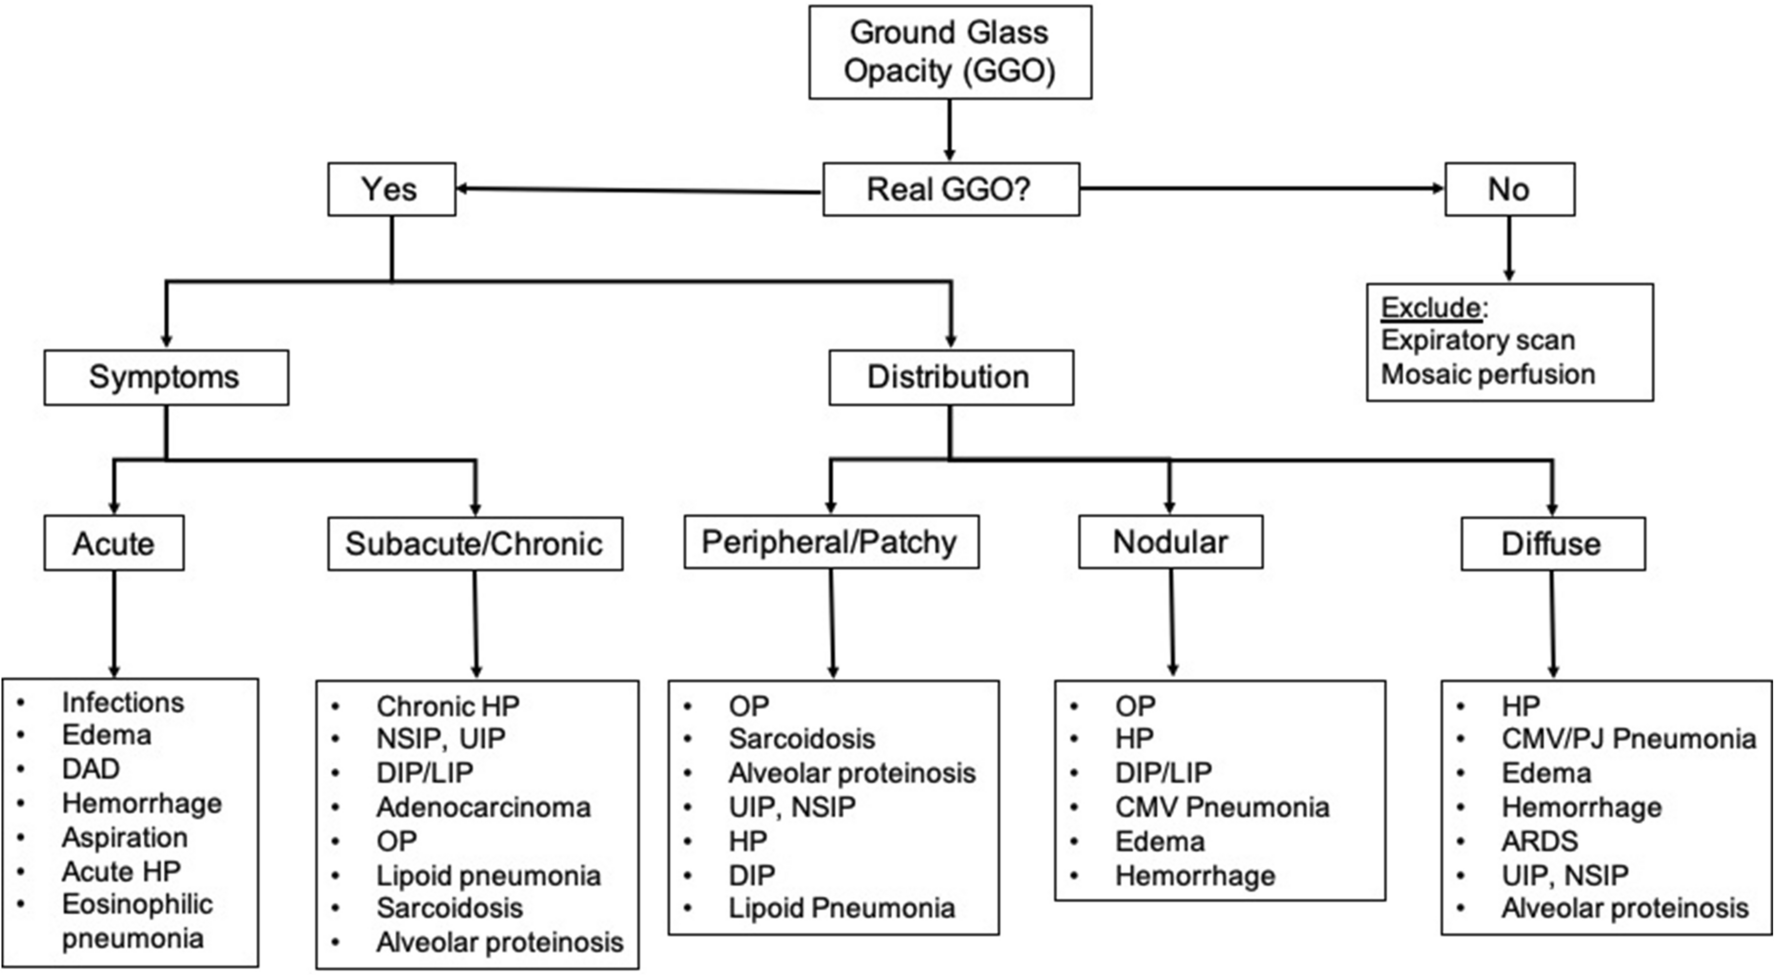 Ground Glass
Opacity (GGO)
Yes
Real GGO?
No
Exclude:
Expiratory scan
Mosaic perfusion
Symptoms
Distribution
Acute
Subacute/Chronic
Peripheral/Patchy
Nodular
Diffuse
• Infections
• Edema
• DAD
• Hemorrhage
• Aspiration
• Acute HP
• Eosinophilic
pneumonia
• Chronic HP
• NSIP, UIP
• DIP/LIP
• Adenocarcinoma
• OP
• Lipoid pneumonia
• Sarcoidosis
• Alveolar proteinosis
• OP
• Sarcoidosis
• Alveolar proteinosis
• UIP, NSIP
• HP
• DIP
• Lipoid Pneumonia
• OP
• HP
• DIP/LIP
• CMV Pneumonia
• Edema
• Hemorrhage
• HP
• CMV/PJ Pneumonia
• Edema
• Hemorrhage
• ARDS
• UIP, NSIP
• Alveolar proteinosis